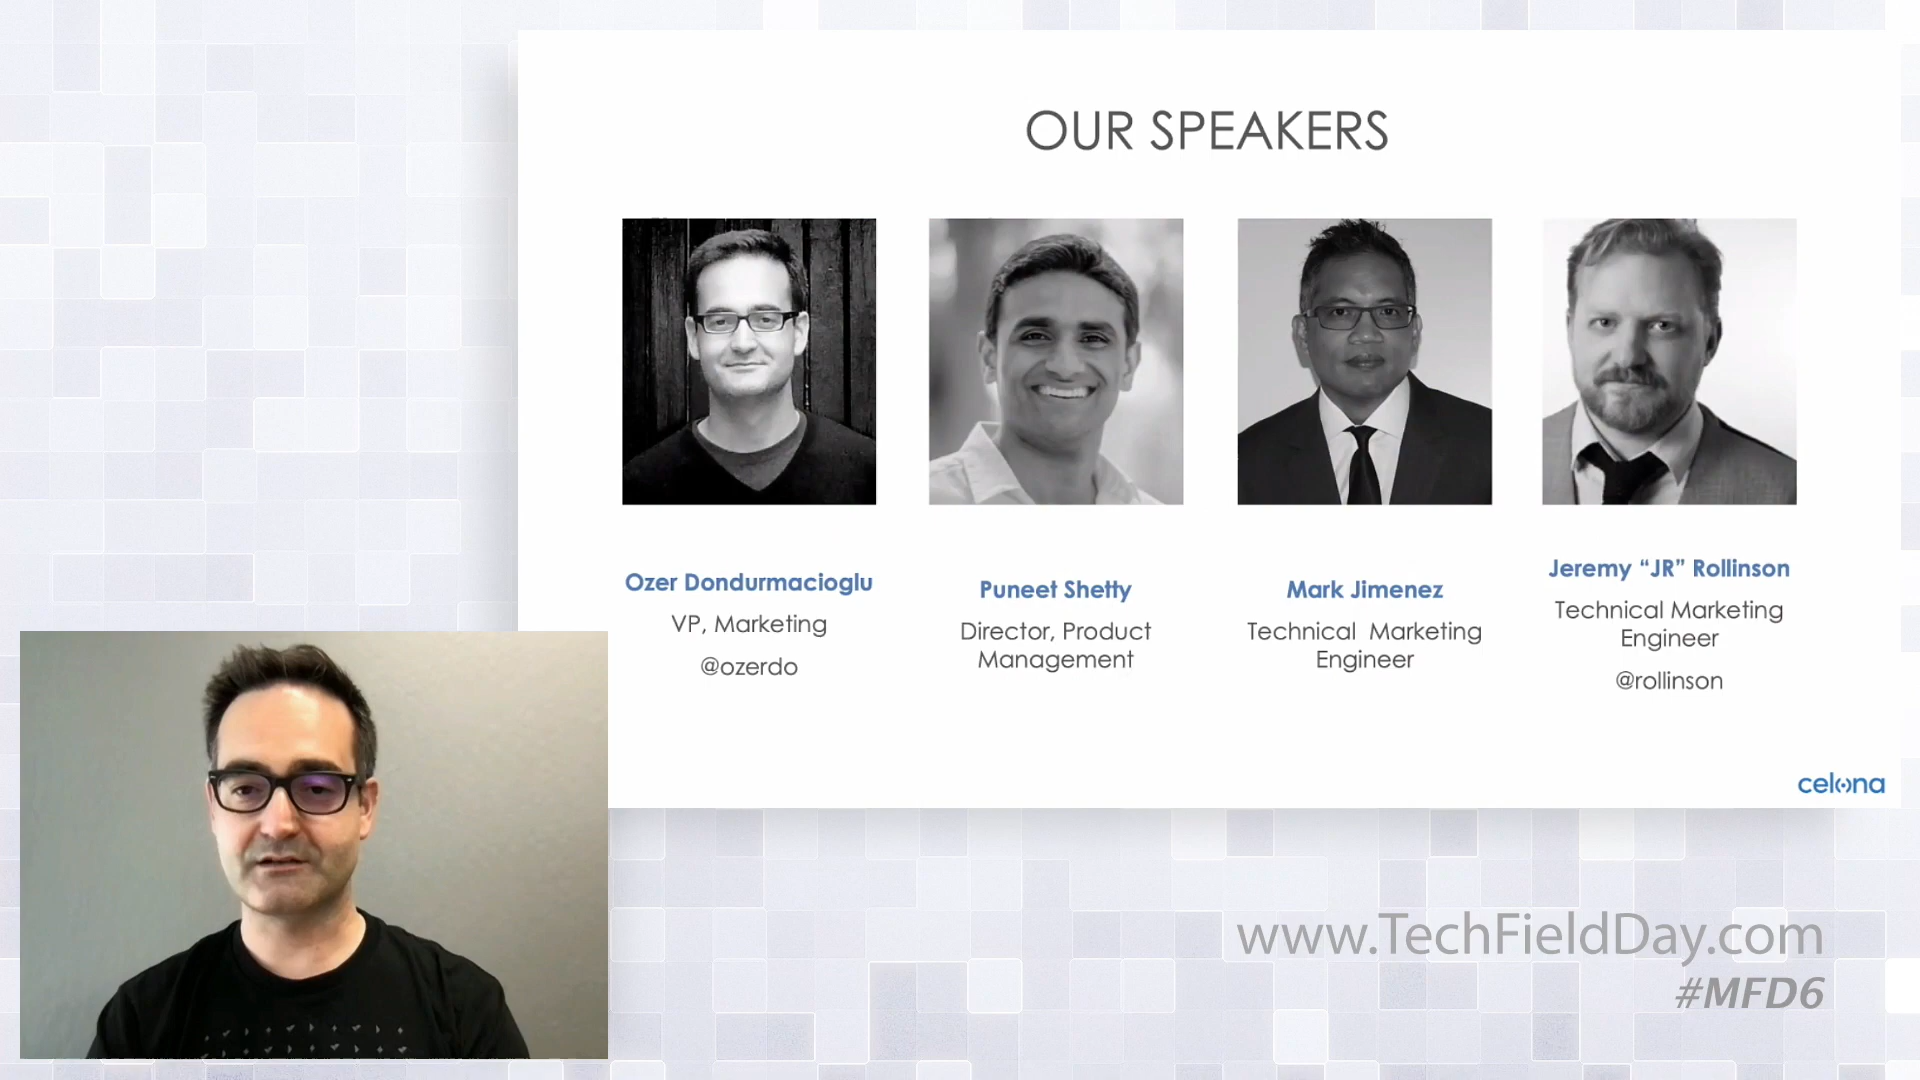 OUR SPEAKERS
Ozer Dondurmacioglu
VP, Marketing
@ozerdo
Puneet Shetty
Director, Product
Management
Mark Jimenez
Technical Marketing
Engineer
Jeremy “JR” Rollinson
Technical Marketing
Engineer
@rollinson
celona
www.TechFieldDay.com
#MFD6